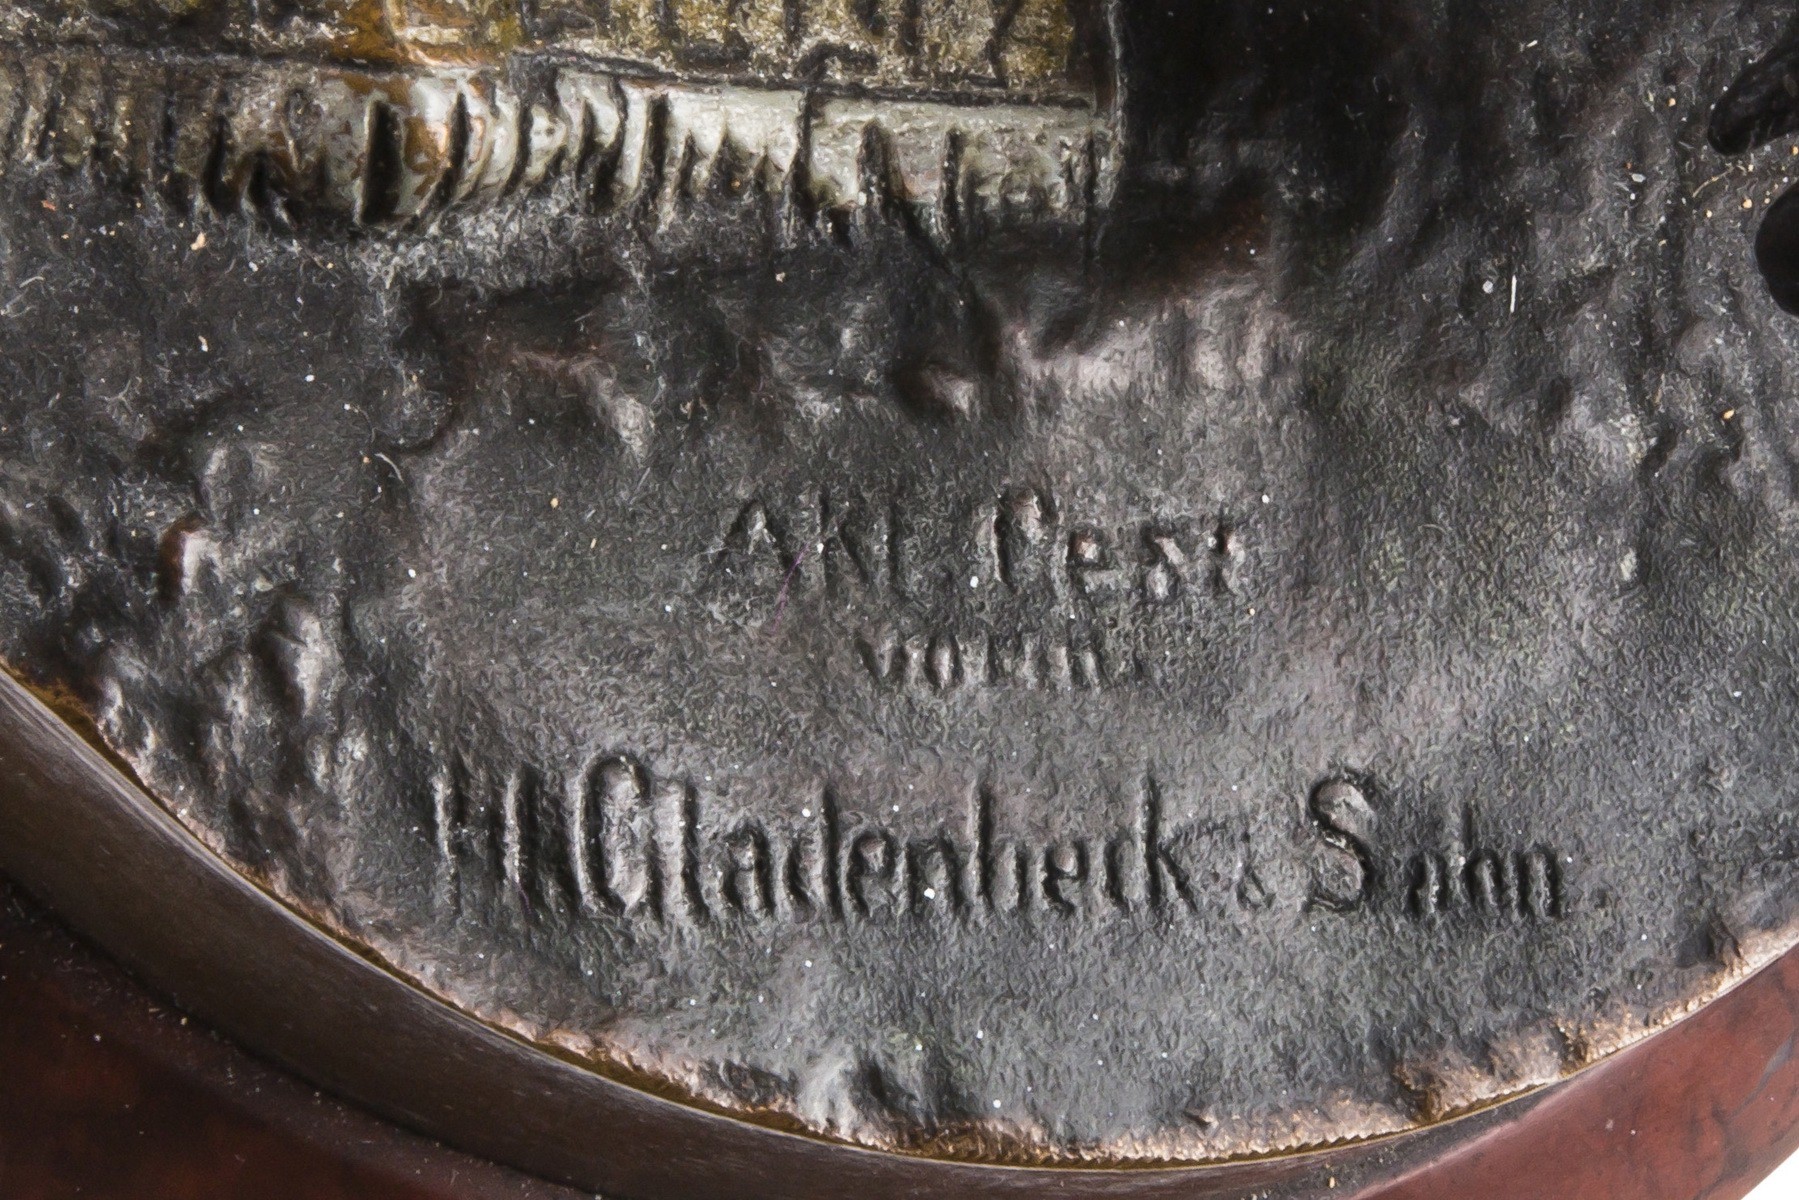 Akt. Gest
vorm.
H. Gladenbeck & Sohn